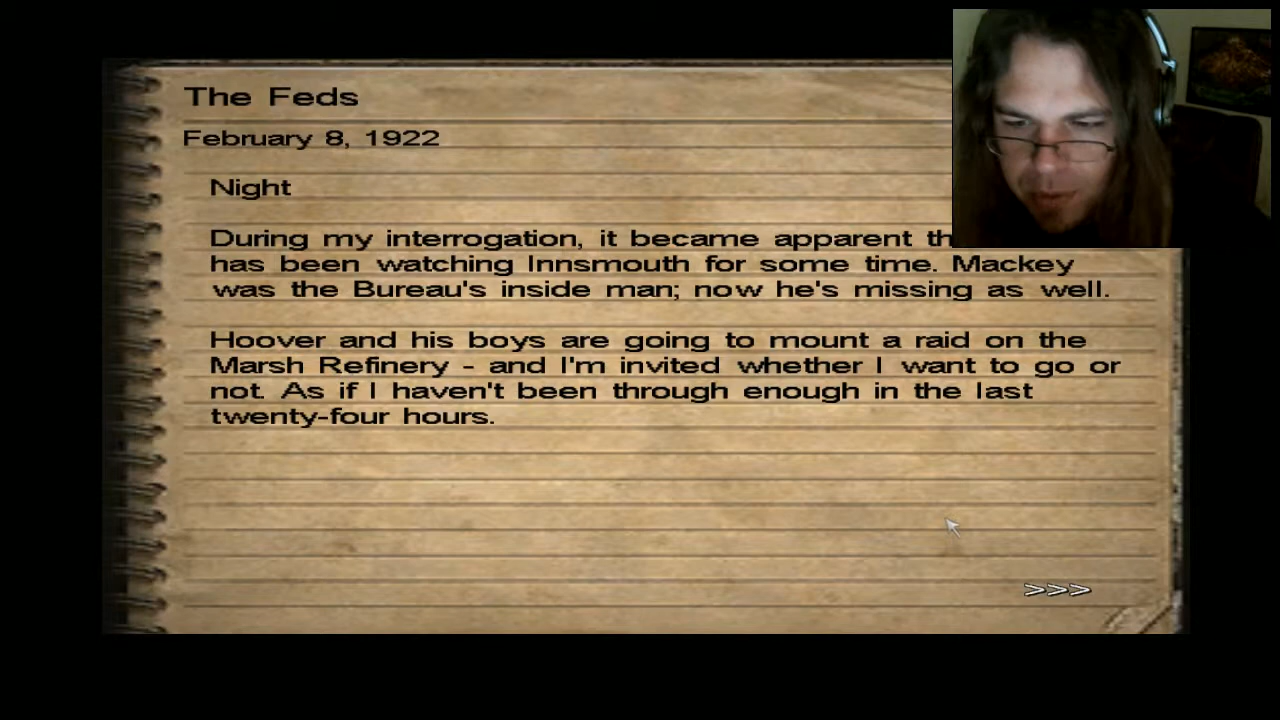 The Feds
February 8, 1922
Night
During my interrogation, it became apparent
has been watching Innsmouth for some time. Mackey
was the Bureau's inside man; now he's missing as well.
Hoover and his boys are going to mount a raid on the
Marsh Refinery - and I'm invited whether I want to go or
not. As if I haven't been through enough in the last
twenty-four hours.
>>>